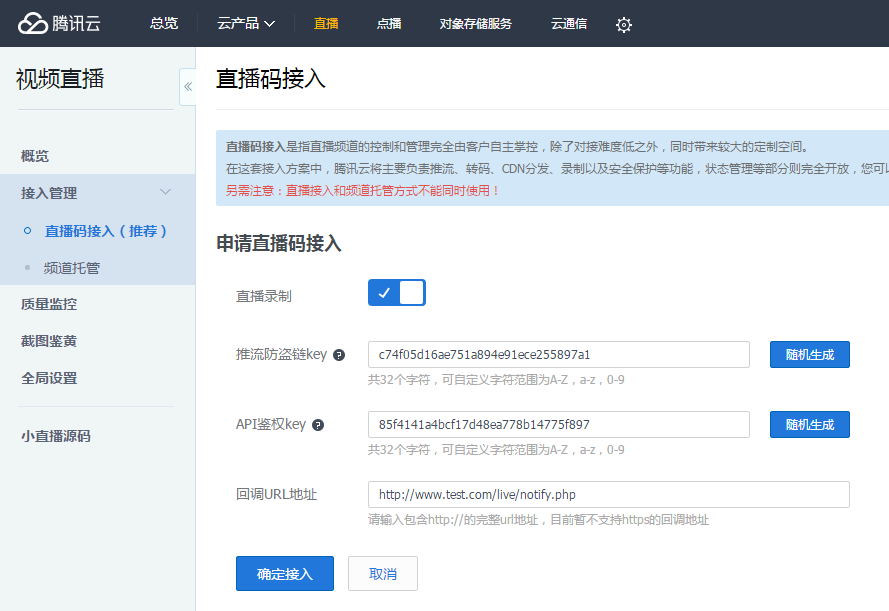 腾讯云 总览 云产品 直播 点播 对象存储服务 云通信
视频直播
«
概览
接入管理
直播码接入（推荐）
频道托管
质量监控
截图鉴黄
全局设置
小直播源码
直播码接入
直播码接入是指直播频道的控制和管理完全由客户自主掌控，除了对接难度低之外，同时带来较大的定制空间。
在这套接入方案中，腾讯云将主要负责推流、转码、CDN分发、录制以及安全保护等功能，状态管理等部分则完全开放，您可以
另需注意：直播接入和频道托管方式不能同时使用！
申请直播码接入
直播录制
推流防盗链key ? c74f05d16ae751a894e91ece255897a1 随机生成
共32个字符，可自定义字符范围为A-Z，a-z，0-9
API鉴权key ? 85f4141a4bcf17d48ea778b14775f897 随机生成
共32个字符，可自定义字符范围为A-Z，a-z，0-9
回调URL地址 http://www.test.com/live/notify.php
请输入包含http://的完整url地址，目前暂不支持https的回调地址
确定接入 取消